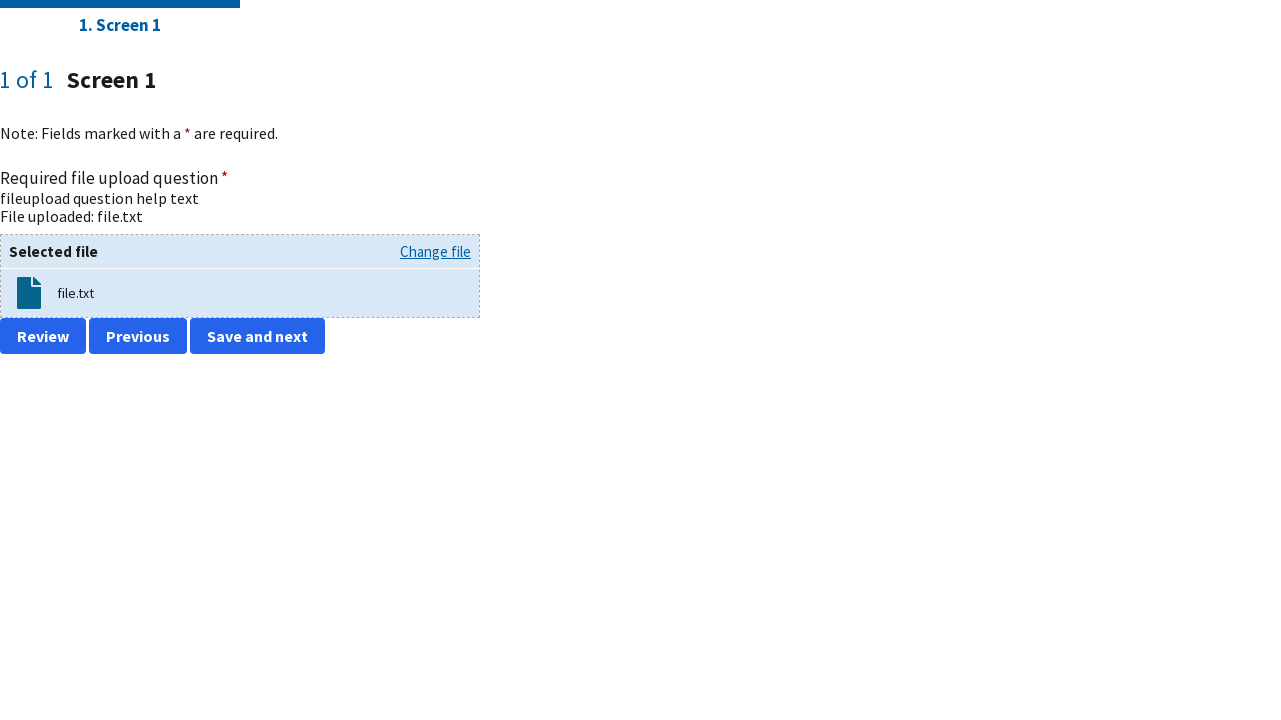 1. Screen 1
1 of 1 Screen 1
Note: Fields marked with a * are required.
Required file upload question *
fileupload question help text
File uploaded: file.txt
Selected file Change file
file.txt
Review Previous Save and next